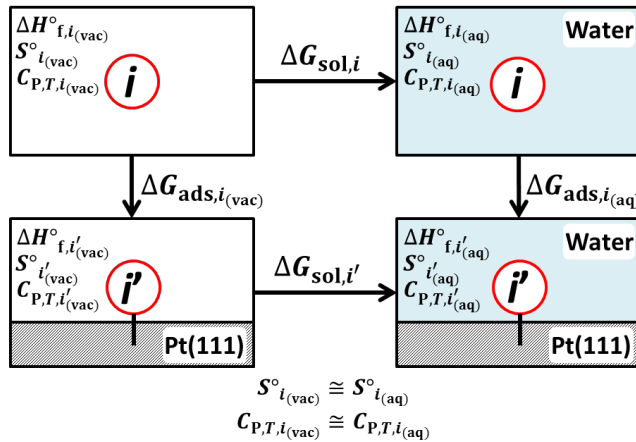 ΔH°f,i(vac)
S°i(vac)
CP,T,i(vac)
i
ΔGsol,i
ΔH°f,i(aq)
S°i(aq)
CP,T,i(aq)
Water
i
ΔGads,i(vac)
ΔGads,i(aq)
ΔH°f,i′(vac)
S°i′(vac)
CP,T,i′(vac)
i’
Pt(111)
ΔGsol,i′
ΔH°f,i′(aq)
S°i′(aq)
CP,T,i′(aq)
Water
i’
Pt(111)
S°i(vac) ≅ S°i(aq)
CP,T,i(vac) ≅ CP,T,i(aq)